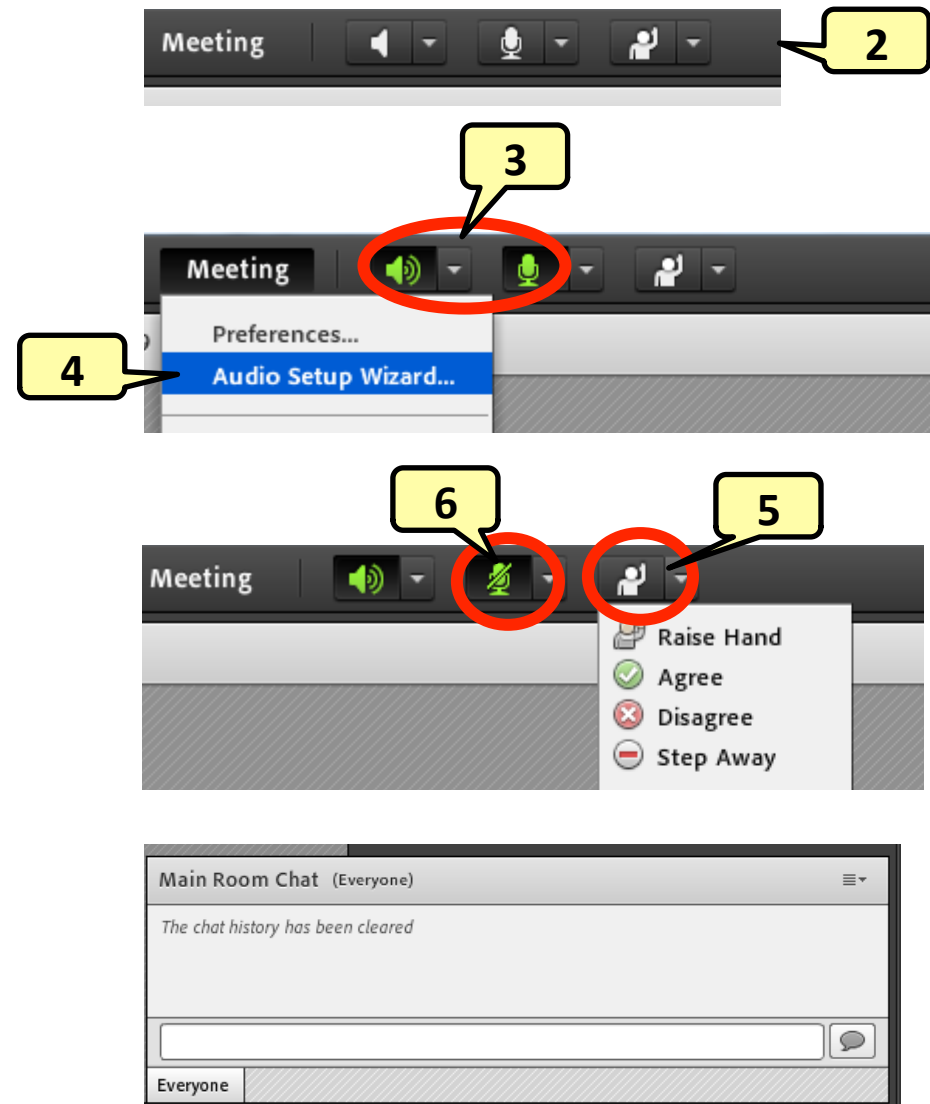 Meeting
2
3
Meeting
Preferences...
4
Audio Setup Wizard...
6
5
Meeting
Raise Hand
Agree
Disagree
Step Away
Main Room Chat (Everyone)
The chat history has been cleared
Everyone